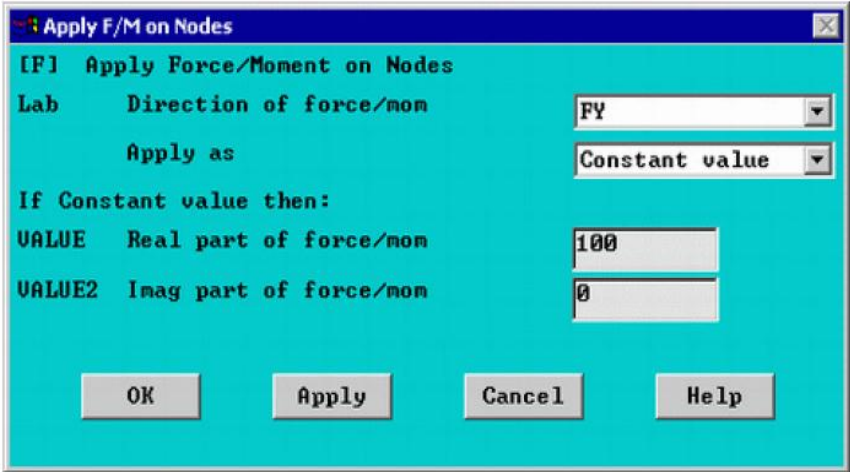 Apply F/M on Nodes
[F] Apply Force/Moment on Nodes
Lab Direction of force/mom FY
Apply as Constant value
If Constant value then:
VALUE Real part of force/mom 100
VALUE2 Imag part of force/mom 0
OK Apply Cancel Help